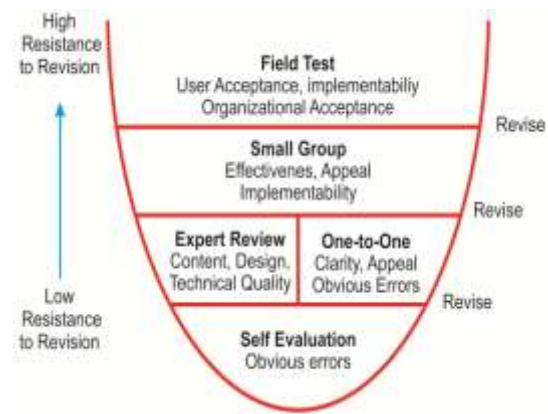 High
Resistance
to Revision
Field Test
User Acceptance, implementabiliy
Organizational Acceptance
Revise
Small Group
Effectivenes, Appeal
Implementability
Revise
Expert Review
Content, Design,
Technical Quality
One-to-One
Clarity, Appeal
Obvious Errors
Revise
Low
Resistance
to Revision
Self Evaluation
Obvious errors